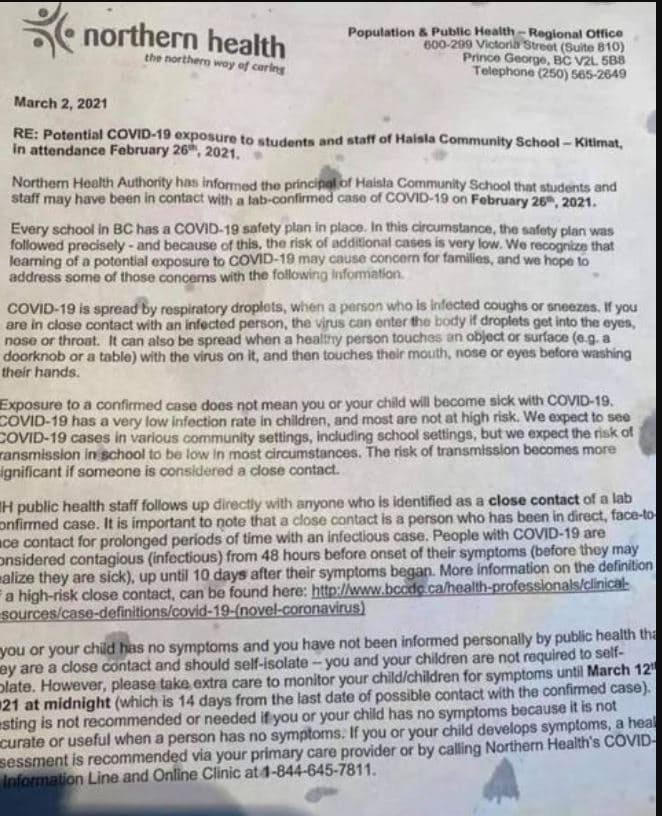 northern health
the northern way of caring
Population & Public Health – Regional Office
600-299 Victoria Street (Suite 810)
Prince George, BC V2L 5B8
Telephone (250) 565-2649
March 2, 2021
RE: Potential COVID-19 exposure to students and staff of Haisla Community School – Kitimat,
in attendance February 26th, 2021.
Northern Health Authority has informed the principal of Haisla Community School that students and
staff may have been in contact with a lab-confirmed case of COVID-19 on February 26th, 2021.
Every school in BC has a COVID-19 safety plan in place. In this circumstance, the safety plan was
followed precisely - and because of this, the risk of additional cases is very low. We recognize that
learning of a potential exposure to COVID-19 may cause concern for families, and we hope to
address some of those concerns with the following information.
COVID-19 is spread by respiratory droplets, when a person who is infected coughs or sneezes. If you
are in close contact with an infected person, the virus can enter the body if droplets get into the eyes,
nose or throat. It can also be spread when a healthy person touches an object or surface (e.g. a
doorknob or a table) with the virus on it, and then touches their mouth, nose or eyes before washing
their hands.
Exposure to a confirmed case does not mean you or your child will become sick with COVID-19.
COVID-19 has a very low infection rate in children, and most are not at high risk. We expect to see
COVID-19 cases in various community settings, including school settings, but we expect the risk of
ransmission in school to be low in most circumstances. The risk of transmission becomes more
ignificant if someone is considered a close contact.
H public health staff follows up directly with anyone who is identified as a close contact of a lab
onfirmed case. It is important to note that a close contact is a person who has been in direct, face-to-
ce contact for prolonged periods of time with an infectious case. People with COVID-19 are
onsidered contagious (infectious) from 48 hours before onset of their symptoms (before they may
ealize they are sick), up until 10 days after their symptoms began. More information on the definition
f a high-risk close contact, can be found here: http://www.bccdc.ca/health-professionals/clinical-
sources/case-definitions/covid-19-(novel-coronavirus)
you or your child has no symptoms and you have not been informed personally by public health tha
ey are a close contact and should self-isolate – you and your children are not required to self-
olate. However, please take extra care to monitor your child/children for symptoms until March 12th
021 at midnight (which is 14 days from the last date of possible contact with the confirmed case).
esting is not recommended or needed if you or your child has no symptoms because it is not
curate or useful when a person has no symptoms. If you or your child develops symptoms, a heal
sessment is recommended via your primary care provider or by calling Northern Health's COVID-
Information Line and Online Clinic at 1-844-645-7811.